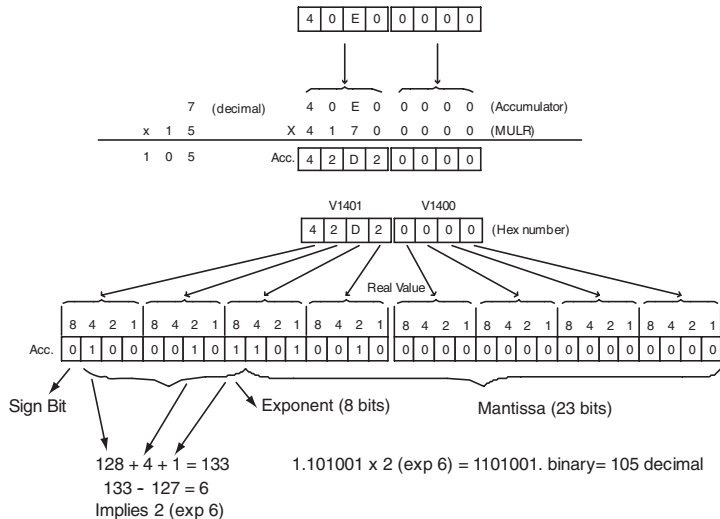 4 0 E 0 0 0 0 0
7 (decimal) 4 0 E 0 0 0 0 0 (Accumulator)
x 1 5 X 4 1 7 0 0 0 0 0 (MULR)
1 0 5 Acc. 4 2 D 2 0 0 0 0
V1401 V1400
4 2 D 2 0 0 0 0 (Hex number)
Real Value
8 4 2 1 8 4 2 1 8 4 2 1 8 4 2 1 8 4 2 1 8 4 2 1 8 4 2 1 8 4 2 1
Acc. 0 1 0 0 0 0 1 0 1 1 0 1 0 0 1 0 0 0 0 0 0 0 0 0 0 0 0 0 0 0 0 0
Sign Bit Exponent (8 bits) Mantissa (23 bits)
128 + 4 + 1 = 133 1.101001 x 2 (exp 6) = 1101001. binary= 105 decimal
133 - 127 = 6
Implies 2 (exp 6)